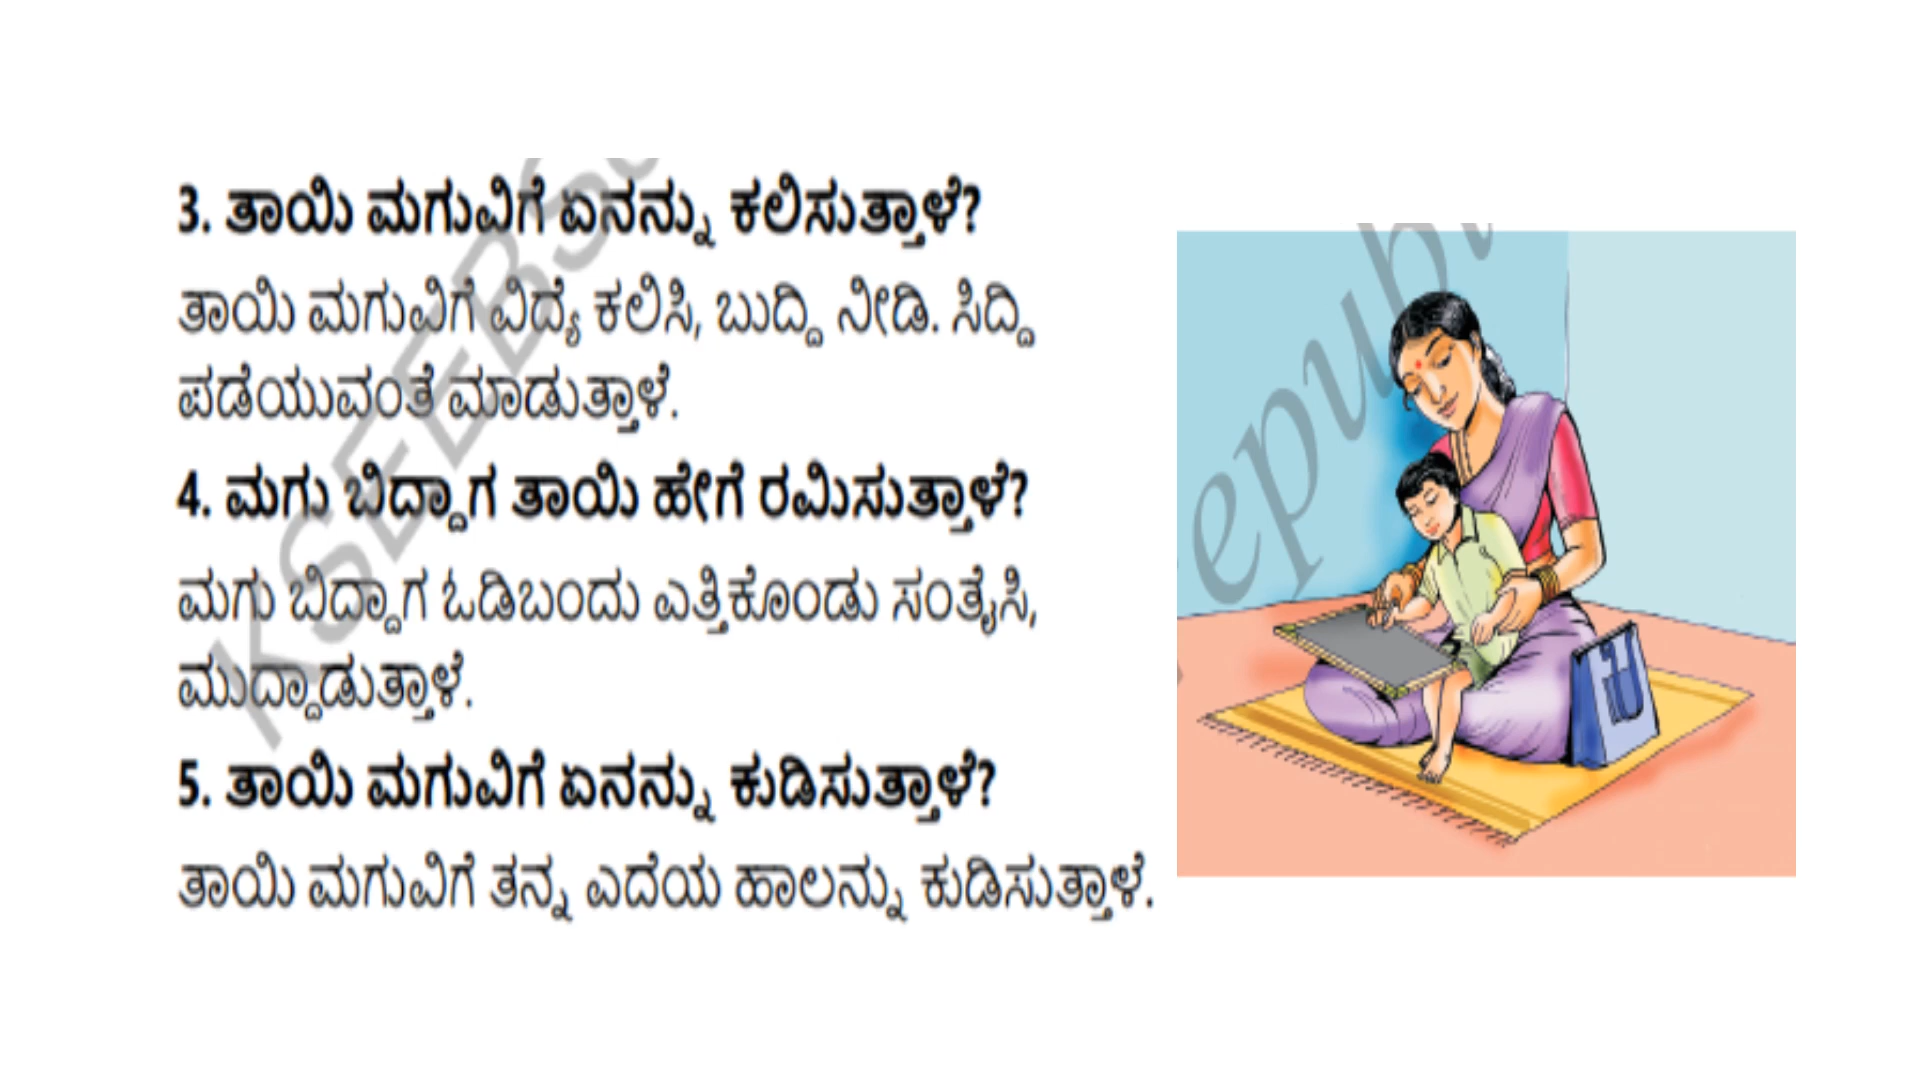 3. ತಾಯಿ ಮಗುವಿಗೆ ಏನನ್ನು ಕಲಿಸುತ್ತಾಳೆ?
ತಾಯಿ ಮಗುವಿಗೆ ವಿದ್ಯೆ ಕಲಿಸಿ, ಬುದ್ದಿ ನೀಡಿ. ಸಿದ್ದಿ
ಪಡೆಯುವಂತೆ ಮಾಡುತ್ತಾಳೆ.
4. ಮಗು ಬಿದ್ದಾಗ ತಾಯಿ ಹೇಗೆ ರಮಿಸುತ್ತಾಳೆ?
ಮಗು ಬಿದ್ದಾಗ ಓಡಿಬಂದು ಎತ್ತಿಕೊಂಡು ಸಂತೈಸಿ,
ಮುದ್ದಾಡುತ್ತಾಳೆ.
5. ತಾಯಿ ಮಗುವಿಗೆ ಏನನ್ನು ಕುಡಿಸುತ್ತಾಳೆ?
ತಾಯಿ ಮಗುವಿಗೆ ತನ್ನ ಎದೆಯ ಹಾಲನ್ನು ಕುಡಿಸುತ್ತಾಳೆ.